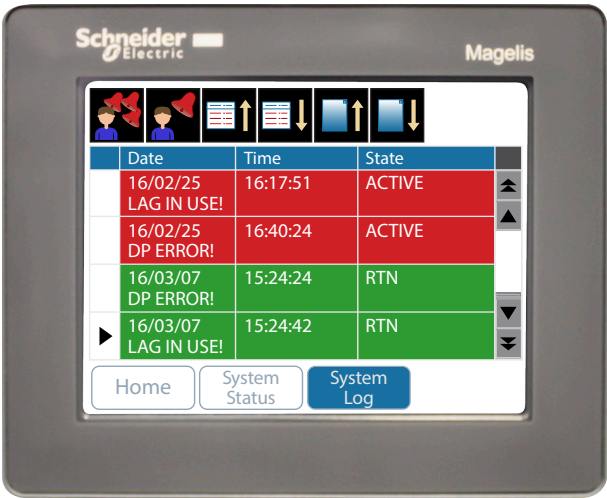 Schneider
Electric
Magelis
Date Time State
16/02/25 16:17:51 ACTIVE
LAG IN USE!
16/02/25 16:40:24 ACTIVE
DP ERROR!
16/03/07 15:24:24 RTN
DP ERROR!
16/03/07 15:24:42 RTN
LAG IN USE!
Home
System
Status
System
Log